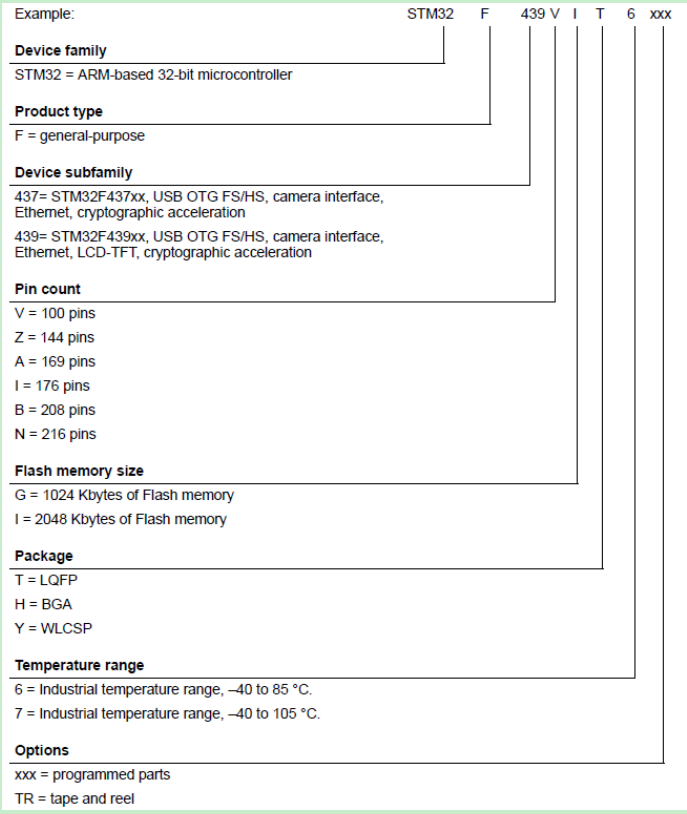 Example: STM32 F 439 V I T 6 xxx
Device family
STM32 = ARM-based 32-bit microcontroller
Product type
F = general-purpose
Device subfamily
437= STM32F437xx, USB OTG FS/HS, camera interface,
Ethernet, cryptographic acceleration
439= STM32F439xx, USB OTG FS/HS, camera interface,
Ethernet, LCD-TFT, cryptographic acceleration
Pin count
V = 100 pins
Z = 144 pins
A = 169 pins
I = 176 pins
B = 208 pins
N = 216 pins
Flash memory size
G = 1024 Kbytes of Flash memory
I = 2048 Kbytes of Flash memory
Package
T = LQFP
H = BGA
Y = WLCSP
Temperature range
6 = Industrial temperature range, –40 to 85 °C.
7 = Industrial temperature range, –40 to 105 °C.
Options
xxx = programmed parts
TR = tape and reel